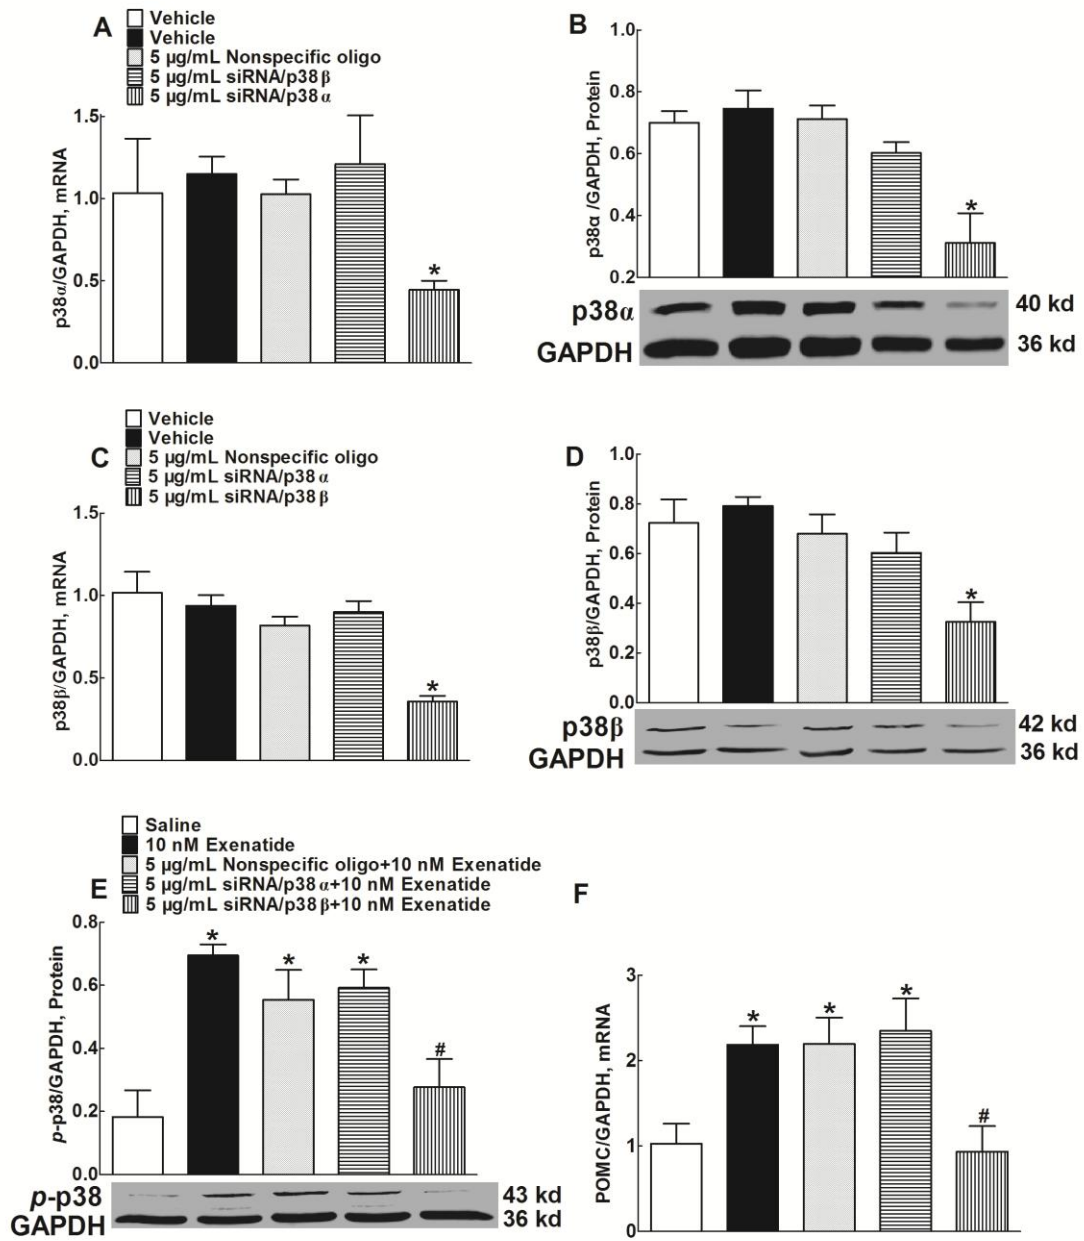 A
Vehicle
Vehicle
5 µg/mL Nonspecific oligo
5 µg/mL siRNA/p38β
5 µg/mL siRNA/p38α
p38α/GAPDH, mRNA
1.5
1.0
0.5
0.0
*
B
p38α /GAPDH, Protein
1.0
0.8
0.6
0.4
0.2
*
p38α
40 kd
GAPDH
36 kd
C
Vehicle
Vehicle
5 µg/mL Nonspecific oligo
5 µg/mL siRNA/p38α
5 µg/mL siRNA/p38β
p38β/GAPDH, mRNA
1.5
1.0
0.5
0.0
*
D
p38β/GAPDH, Protein
1.0
0.8
0.6
0.4
0.2
0.0
*
p38β
42 kd
GAPDH
36 kd
E
Saline
10 nM Exenatide
5 µg/mL Nonspecific oligo+10 nM Exenatide
5 µg/mL siRNA/p38α+10 nM Exenatide
5 µg/mL siRNA/p38β+10 nM Exenatide
p-p38/GAPDH, Protein
0.8
0.6
0.4
0.2
0.0
*
*
*
#
p-p38
43 kd
GAPDH
36 kd
F
POMC/GAPDH, mRNA
3
2
1
0
*
*
*
#